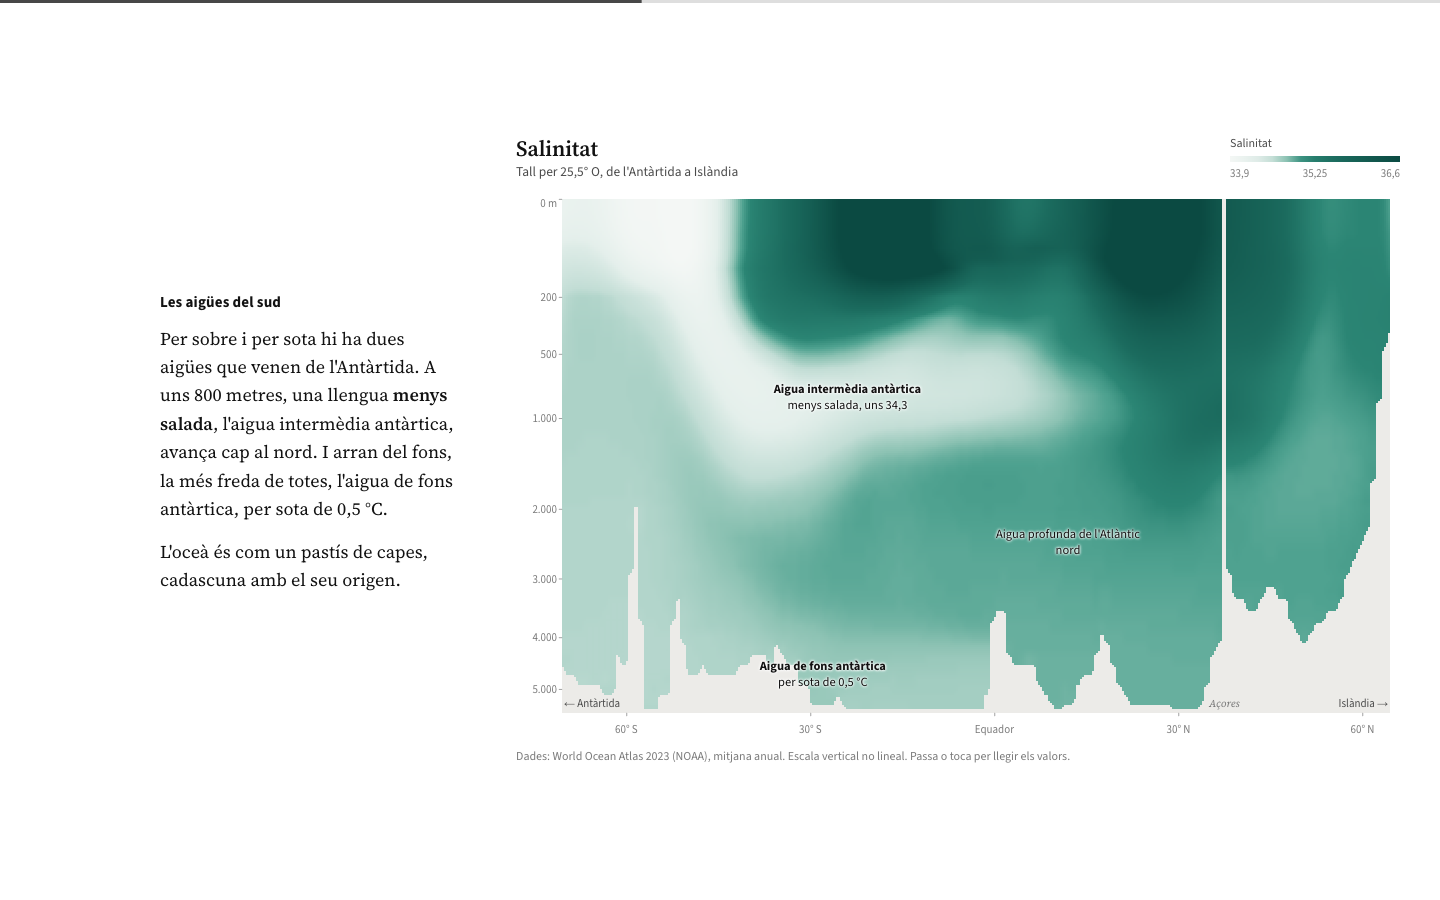 Les aigües del sud
Per sobre i per sota hi ha dues
aigües que venen de l'Antàrtida. A
uns 800 metres, una llengua menys
salada, l'aigua intermèdia antàrtica,
avança cap al nord. I arran del fons,
la més freda de totes, l'aigua de fons
antàrtica, per sota de 0,5 °C.
L'oceà és com un pastís de capes,
cadascuna amb el seu origen.
Salinitat
Tall per 25,5° O, de l'Antàrtida a Islàndia
Salinitat
33,9 35,25 36,6
0 m
200
500
1.000
2.000
3.000
4.000
5.000
Aigua intermèdia antàrtica
menys salada, uns 34,3
Aigua profunda de l'Atlàntic
nord
Aigua de fons antàrtica
per sota de 0,5 °C
← Antàrtida
Açores
Islàndia →
60° S 30° S Equador 30° N 60° N
Dades: World Ocean Atlas 2023 (NOAA), mitjana anual. Escala vertical no lineal. Passa o toca per llegir els valors.